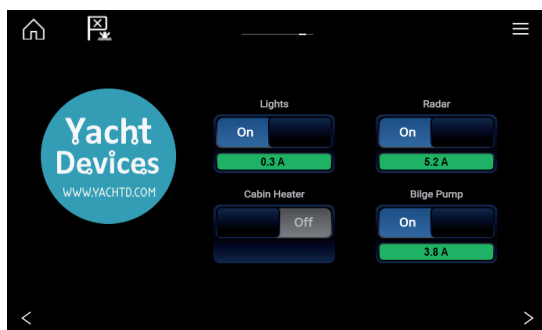 Yacht
Devices
WWW.YACHTD.COM
Lights
On
0.3 A
Radar
On
5.2 A
Cabin Heater
Off
Bilge Pump
On
3.8 A